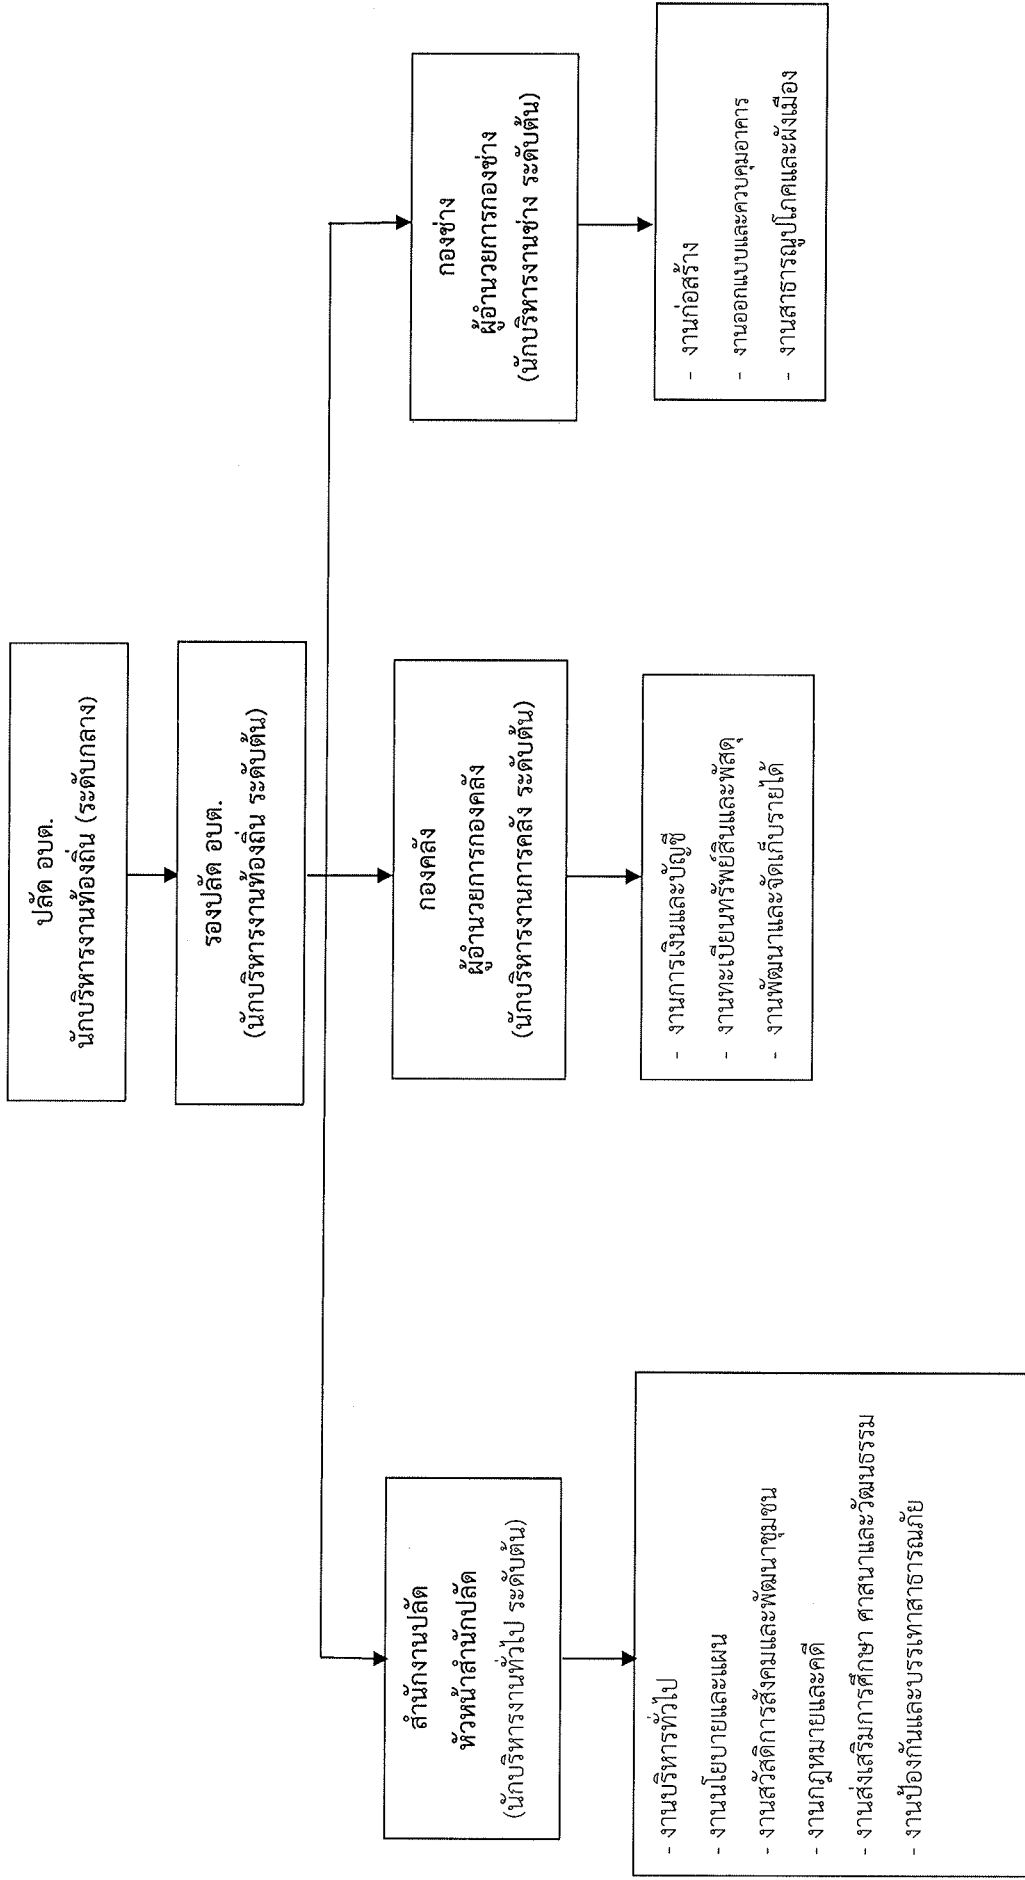 ปลัด อบต.
นักบริหารงานท้องถิ่น (ระดับกลาง)
รองปลัด อบต.
(นักบริหารงานท้องถิ่น ระดับต้น)
สำนักงานปลัด
หัวหน้าสำนักปลัด
(นักบริหารงานทั่วไป ระดับต้น)
กองคลัง
ผู้อำนวยการกองคลัง
(นักบริหารงานการคลัง ระดับต้น)
กองช่าง
ผู้อำนวยการกองช่าง
(นักบริหารงานช่าง ระดับต้น)
- งานบริหารทั่วไป
- งานนโยบายและแผน
- งานสวัสดิการสังคมและพัฒนาชุมชน
- งานกฎหมายและคดี
- งานส่งเสริมการศึกษา ศาสนาและวัฒนธรรม
- งานป้องกันและบรรเทาสาธารณภัย
- งานการเงินและบัญชี
- งานทะเบียนทรัพย์สินและพัสดุ
- งานพัฒนาและจัดเก็บรายได้
- งานก่อสร้าง
- งานออกแบบและควบคุมอาคาร
- งานสาธารณูปโภคและผังเมือง